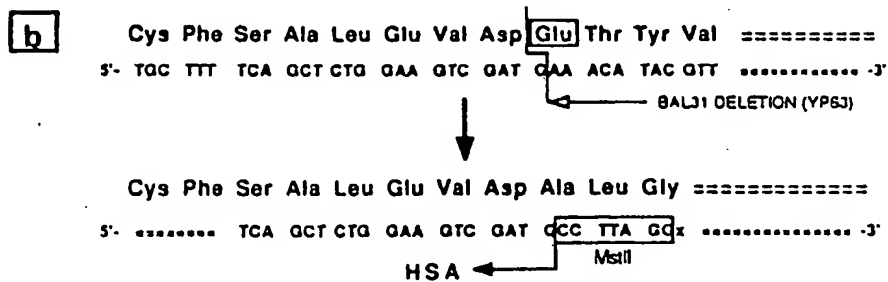 b
Cys Phe Ser Ala Leu Glu Val Asp Glu Thr Tyr Val ==========
5'- TGC TTT TCA GCT CTG GAA GTC GAT GAA ACA TAC GTT ............ -3'
BAL31 DELETION (YP63)
Cys Phe Ser Ala Leu Glu Val Asp Ala Leu Gly =============
5'- ........ TCA GCT CTG GAA GTC GAT GCC TTA GGx ............... -3'
MstII
HSA